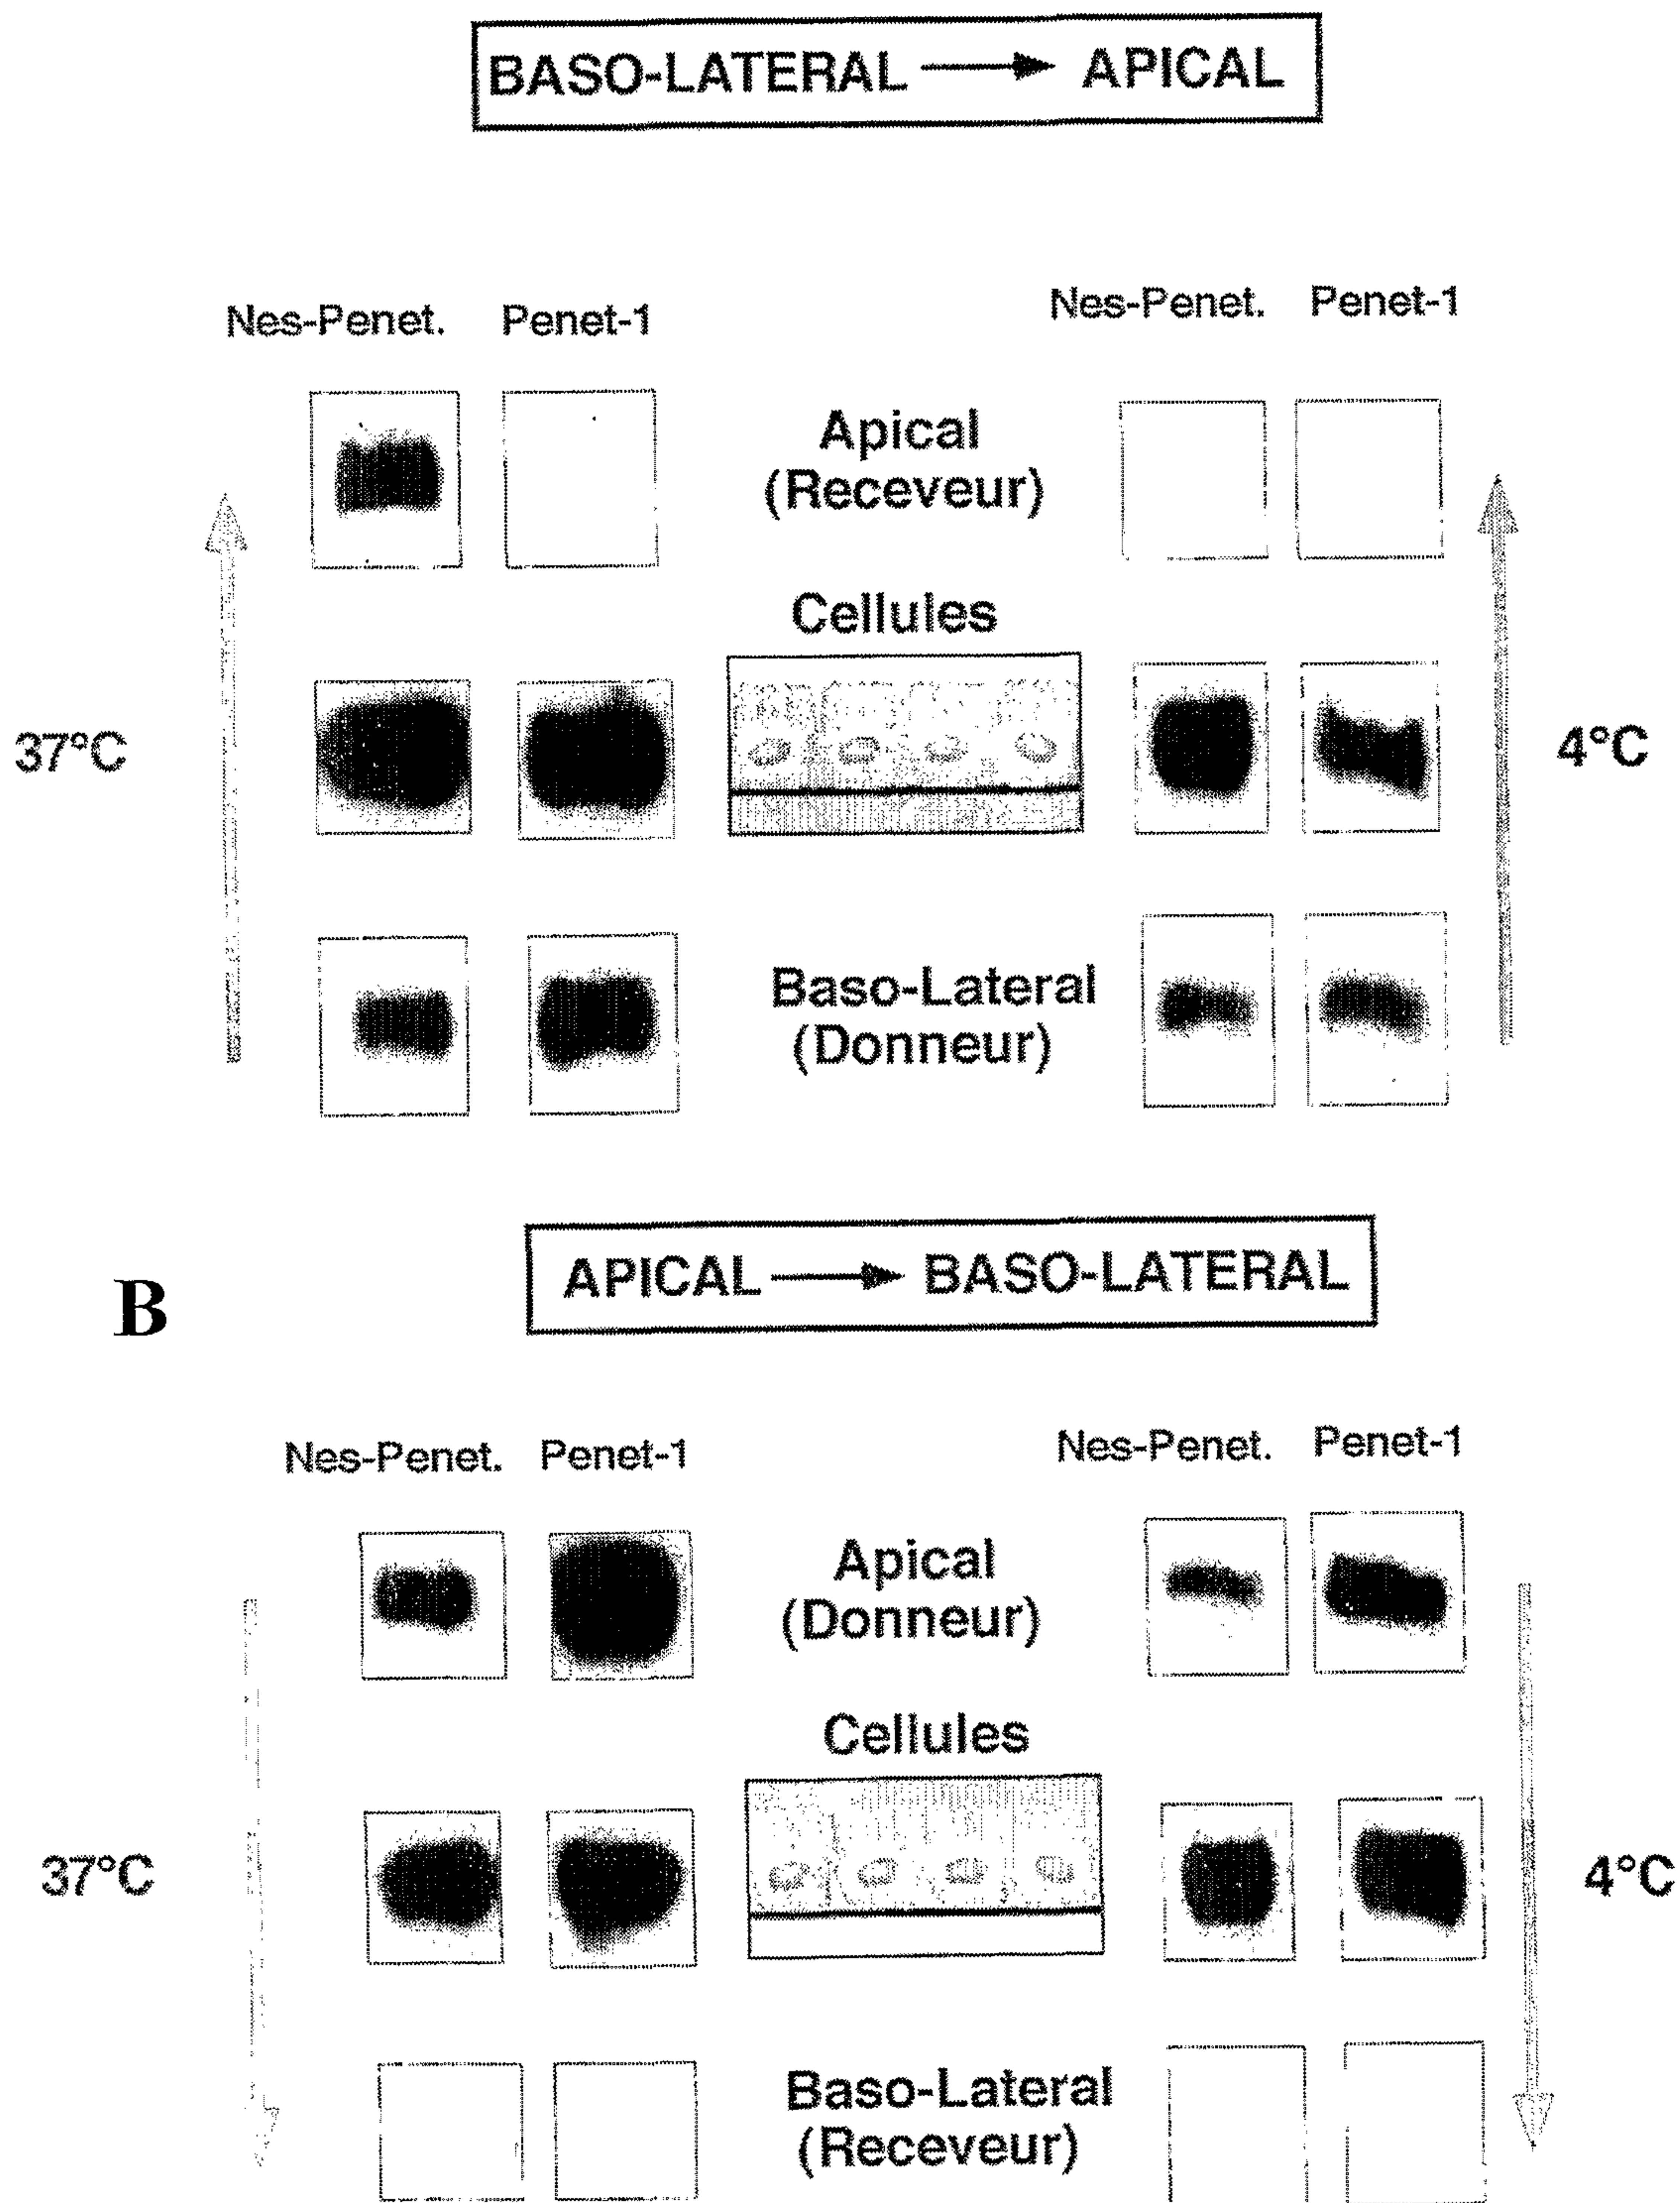 BASO-LATERAL → APICAL
Nes-Penet. Penet-1 Nes-Penet. Penet-1
Apical
(Receveur)
Cellules
37°C 4°C
Baso-Lateral
(Donneur)
B
APICAL → BASO-LATERAL
Nes-Penet. Penet-1 Nes-Penet. Penet-1
Apical
(Donneur)
Cellules
37°C 4°C
Baso-Lateral
(Receveur)